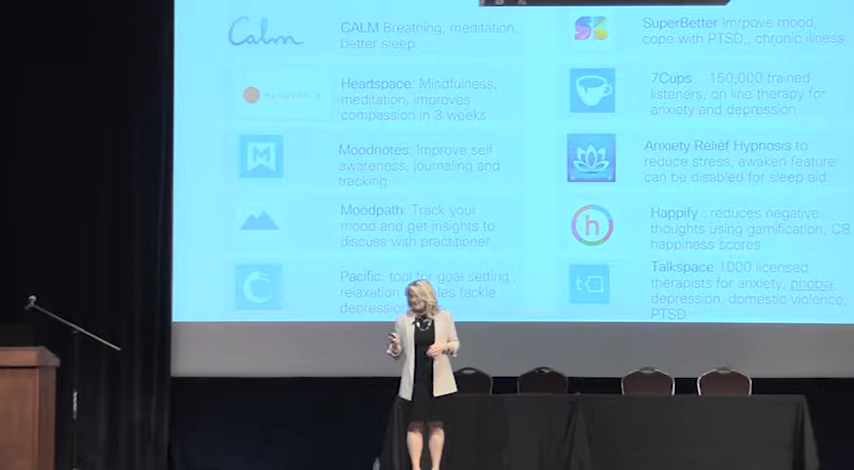 Calm
CALM Breathing, meditation,
better sleep
HEADSPACE
Headspace: Mindfulness,
meditation, improves
compassion in 3 weeks
M
Moodnotes: Improve self
awareness, journaling and
tracking
Moodpath: Track your
mood and get insights to
discuss with practitioner
Pacific: tool for goal setting,
relaxation
tackle
depression
SB
SuperBetter Imrpove mood,
cope with PTSD,, chronic illness
7Cups 150,000 trained
listeners, on line therapy for
anxiety and depression
Anxiety Relief Hypnosis to
reduce stress, awaken feature
can be disabled for sleep aid
h
Happify : reduces negative
thoughts using gamification, CB
happiness scores
Talkspace 1000 licensed
therapists for anxiety, phobia,
depression, domestic violence,
PTSD